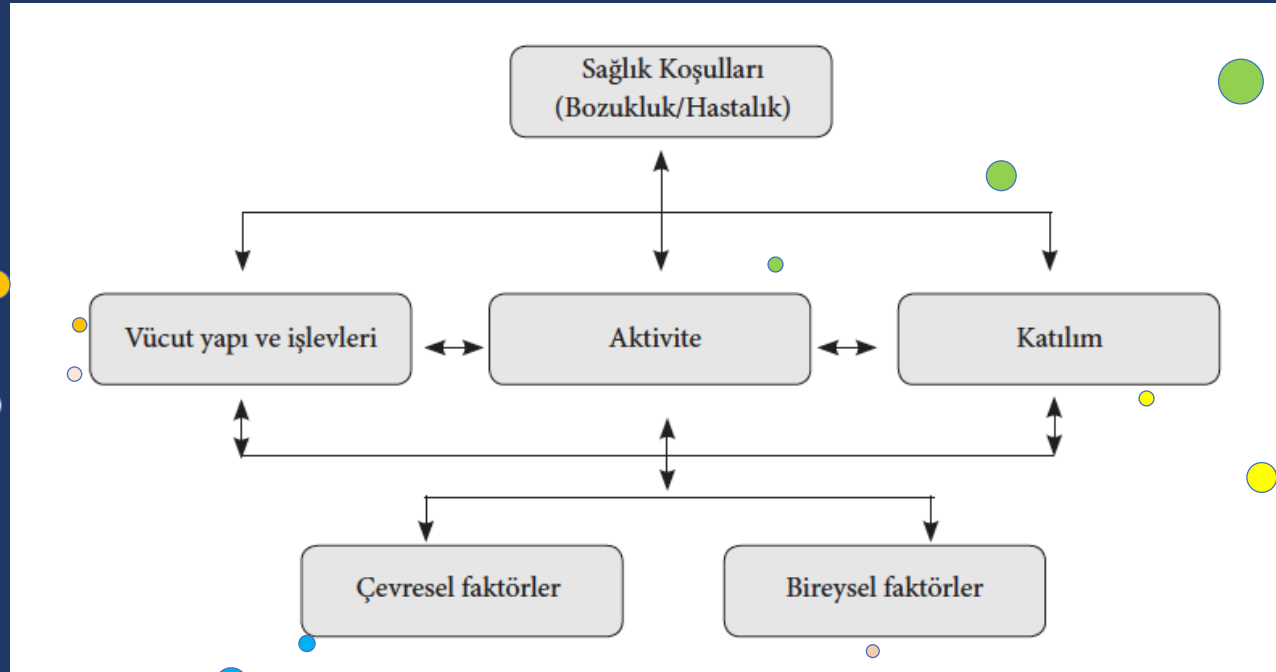 Sağlık Koşulları
(Bozukluk/Hastalık)
Vücut yapı ve işlevleri
Aktivite
Katılım
Çevresel faktörler
Bireysel faktörler